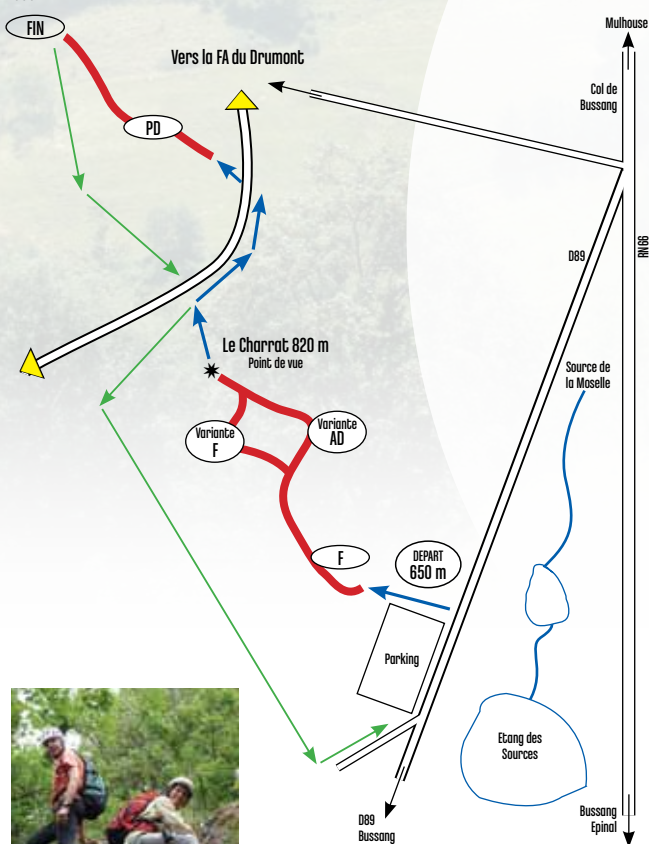 FIN
Mulhouse
Vers la FA du Drumont
Col de
Bussang
PD
D89
RN66
Le Charrat 820 m
Point de vue
Source de
la Moselle
Variante
F
Variante
AD
F
DEPART
650 m
Parking
Etang des
Sources
D89
Bussang
Bussang
Epinal